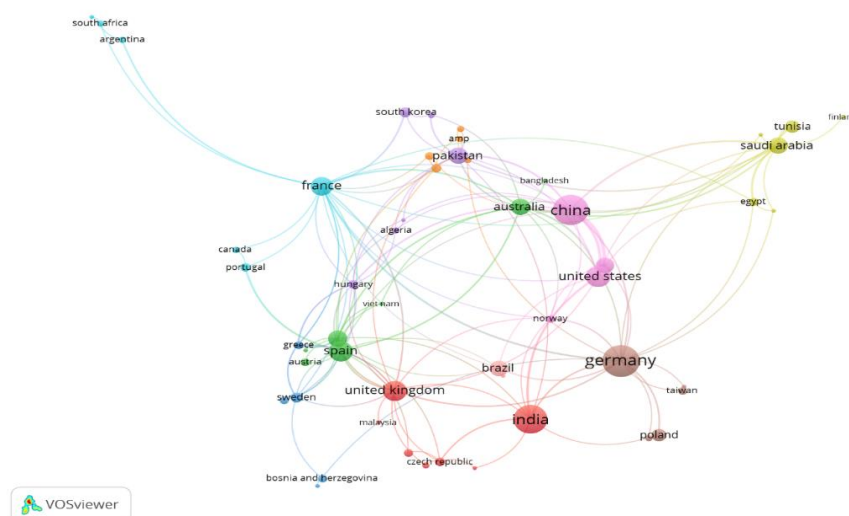 south africa
argentina
south korea
amp
pakistan
tunisia
finlan
saudi arabia
france
bangladesh
australia
china
egypt
algeria
canada
portugal
hungary
united states
viet nam
norway
greece
spain
austria
brazil
germany
sweden
united kingdom
taiwan
malaysia
india
poland
czech republic
bosnia and herzegovina
VOSviewer